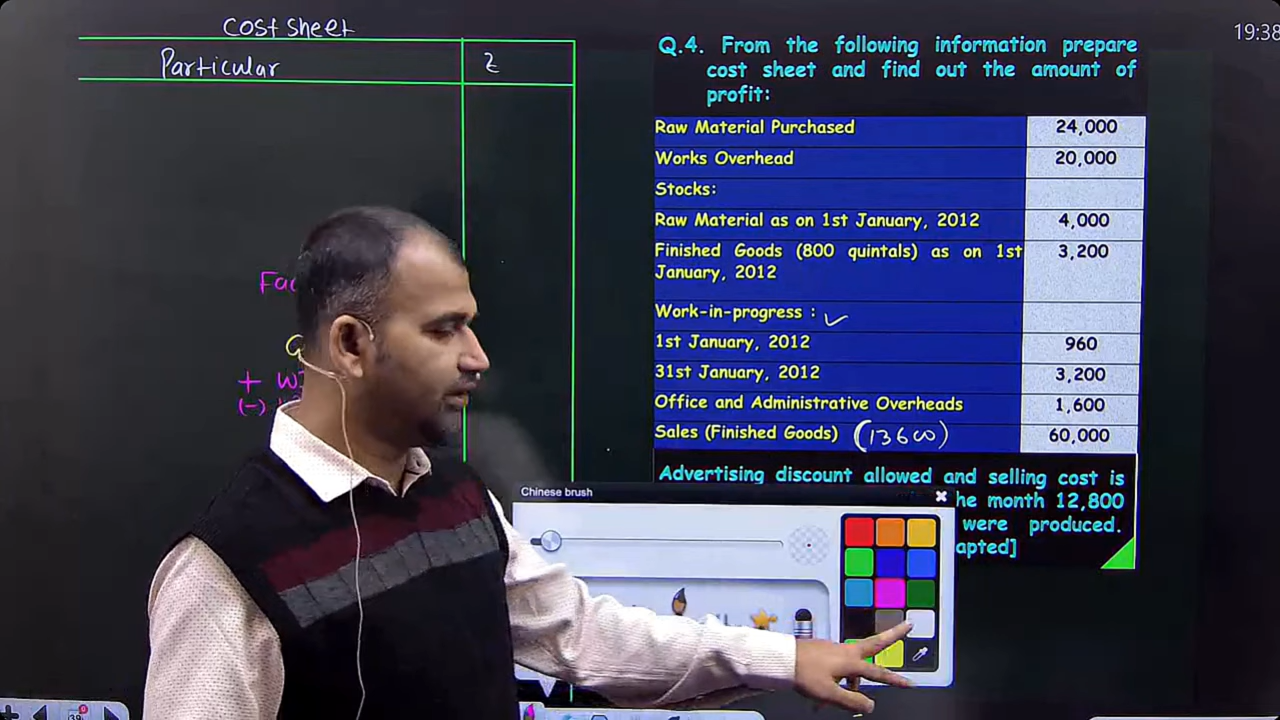 Cost sheet
Particular ₹
Fac
G
+ WI
(-)
19:38
Q.4. From the following information prepare
cost sheet and find out the amount of
profit:
Raw Material Purchased 24,000
Works Overhead 20,000
Stocks:
Raw Material as on 1st January, 2012 4,000
Finished Goods (800 quintals) as on 1st 3,200
January, 2012
Work-in-progress :
1st January, 2012 960
31st January, 2012 3,200
Office and Administrative Overheads 1,600
Sales (Finished Goods) (13600) 60,000
Advertising discount allowed and selling cost is
he month 12,800
were produced.
apted]
Chinese brush